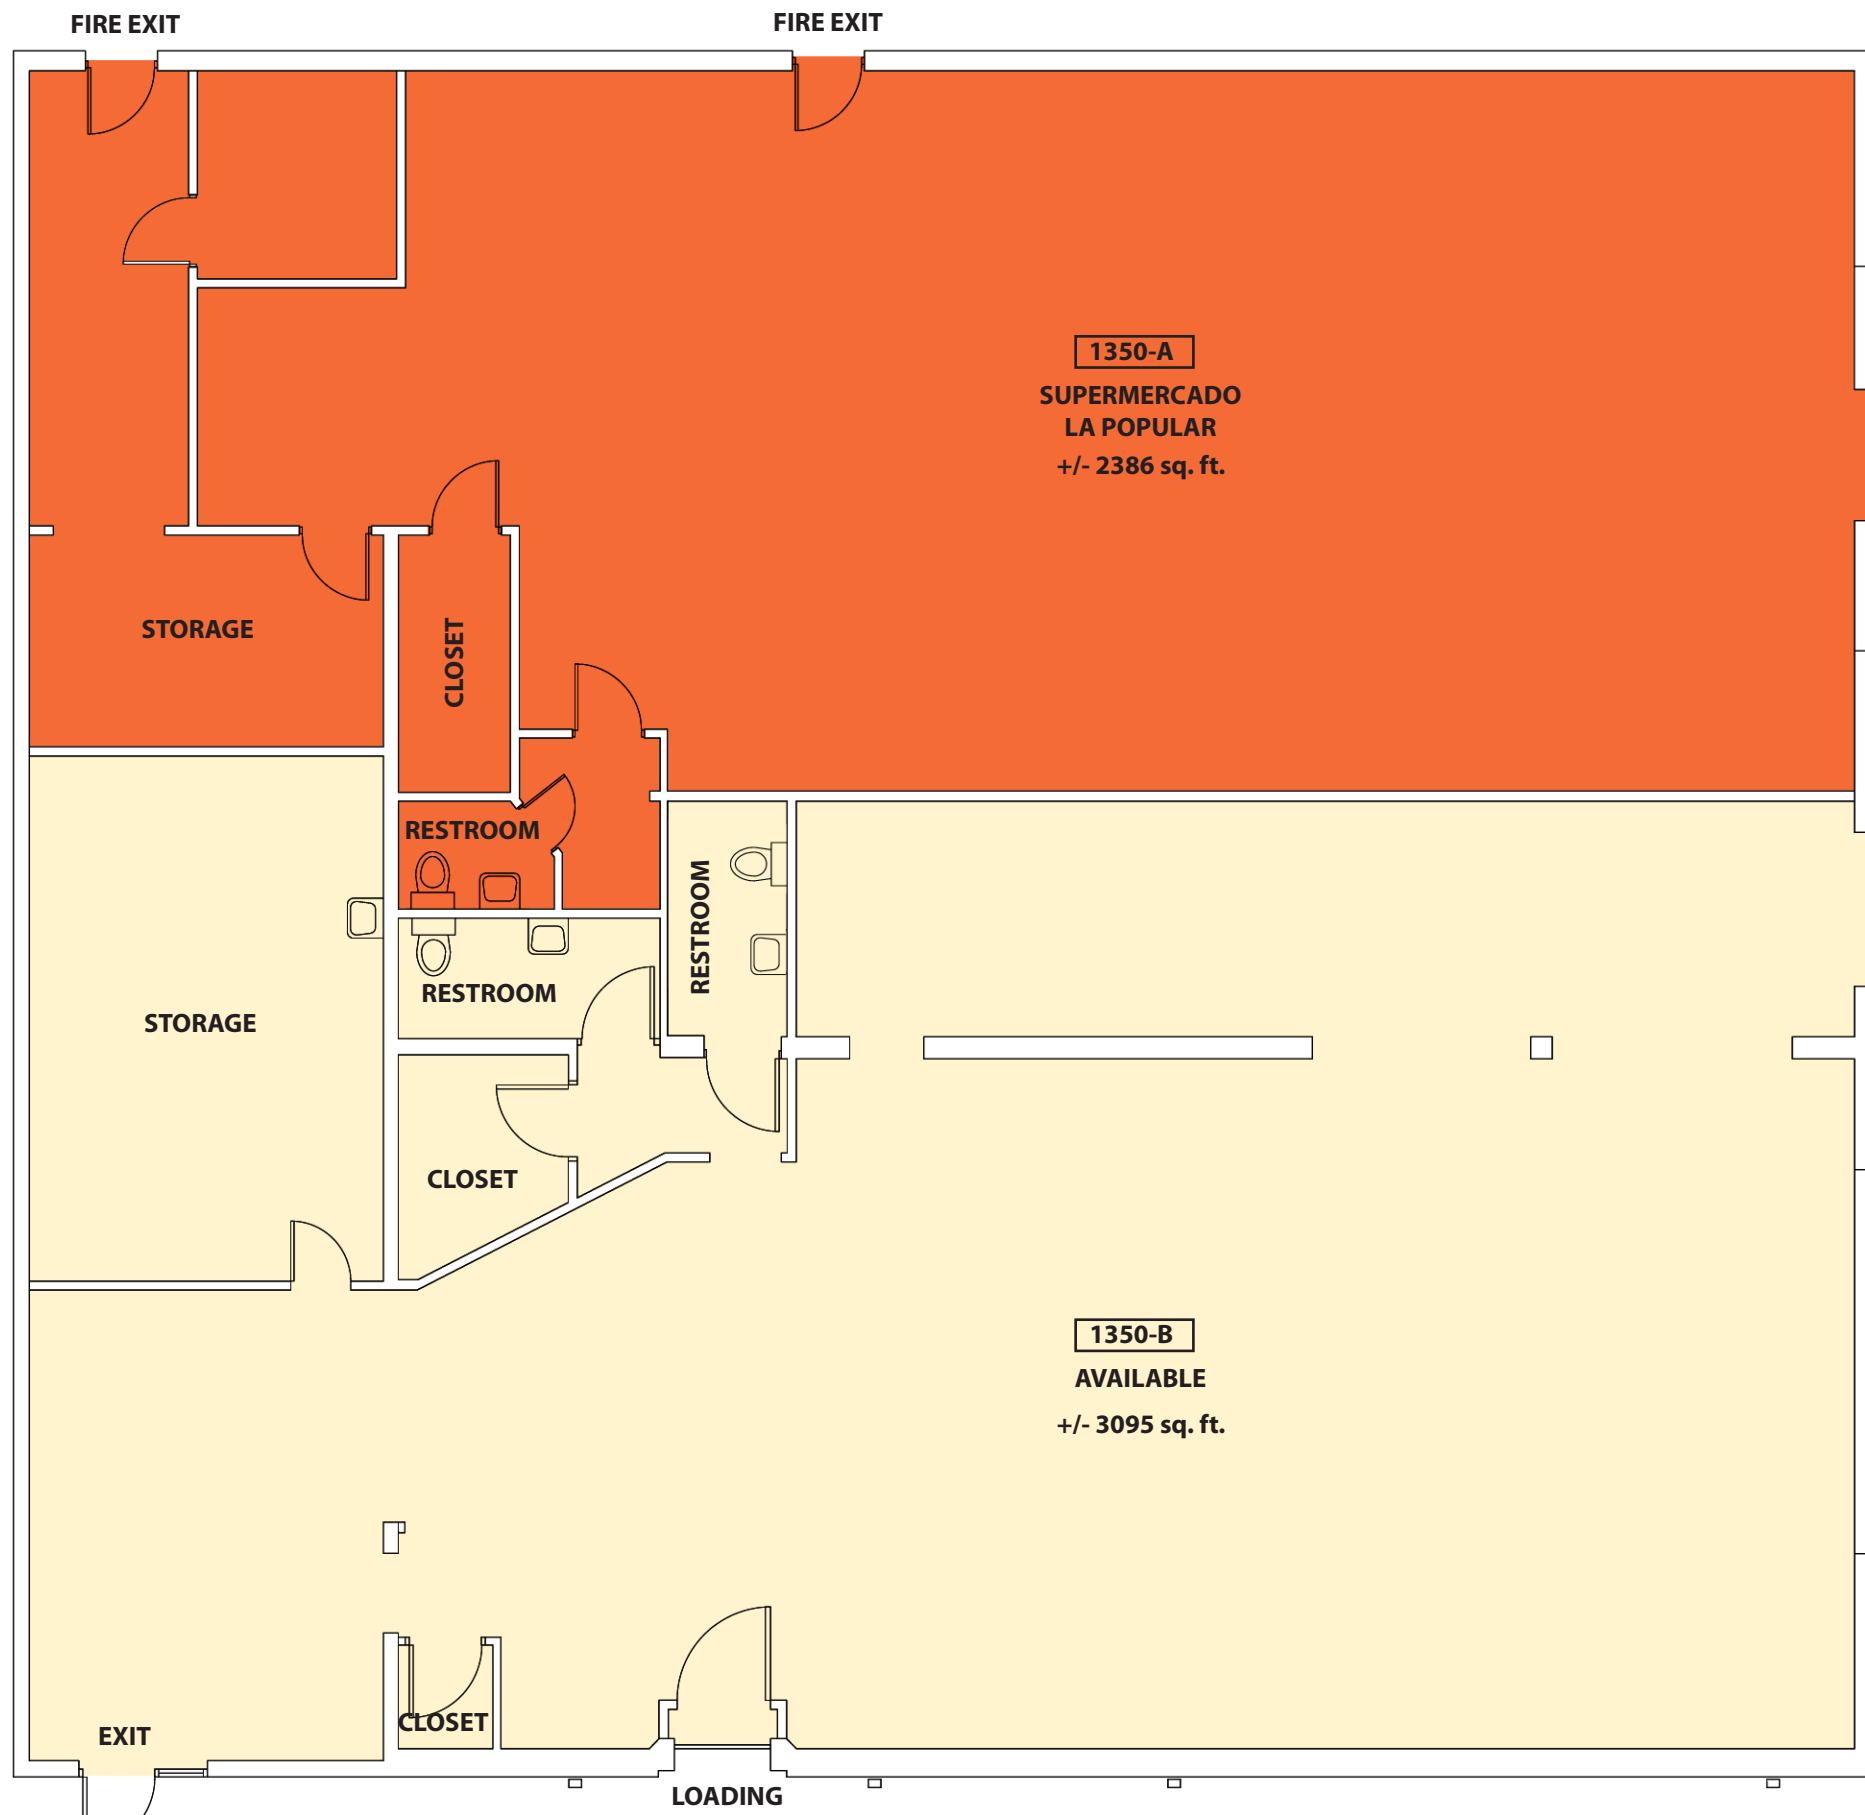 FIRE EXIT
FIRE EXIT
1350-A
SUPERMERCADO
LA POPULAR
+/- 2386 sq. ft.
STORAGE
CLOSET
RESTROOM
RESTROOM
RESTROOM
STORAGE
CLOSET
1350-B
AVAILABLE
+/- 3095 sq. ft.
CLOSET
EXIT
LOADING